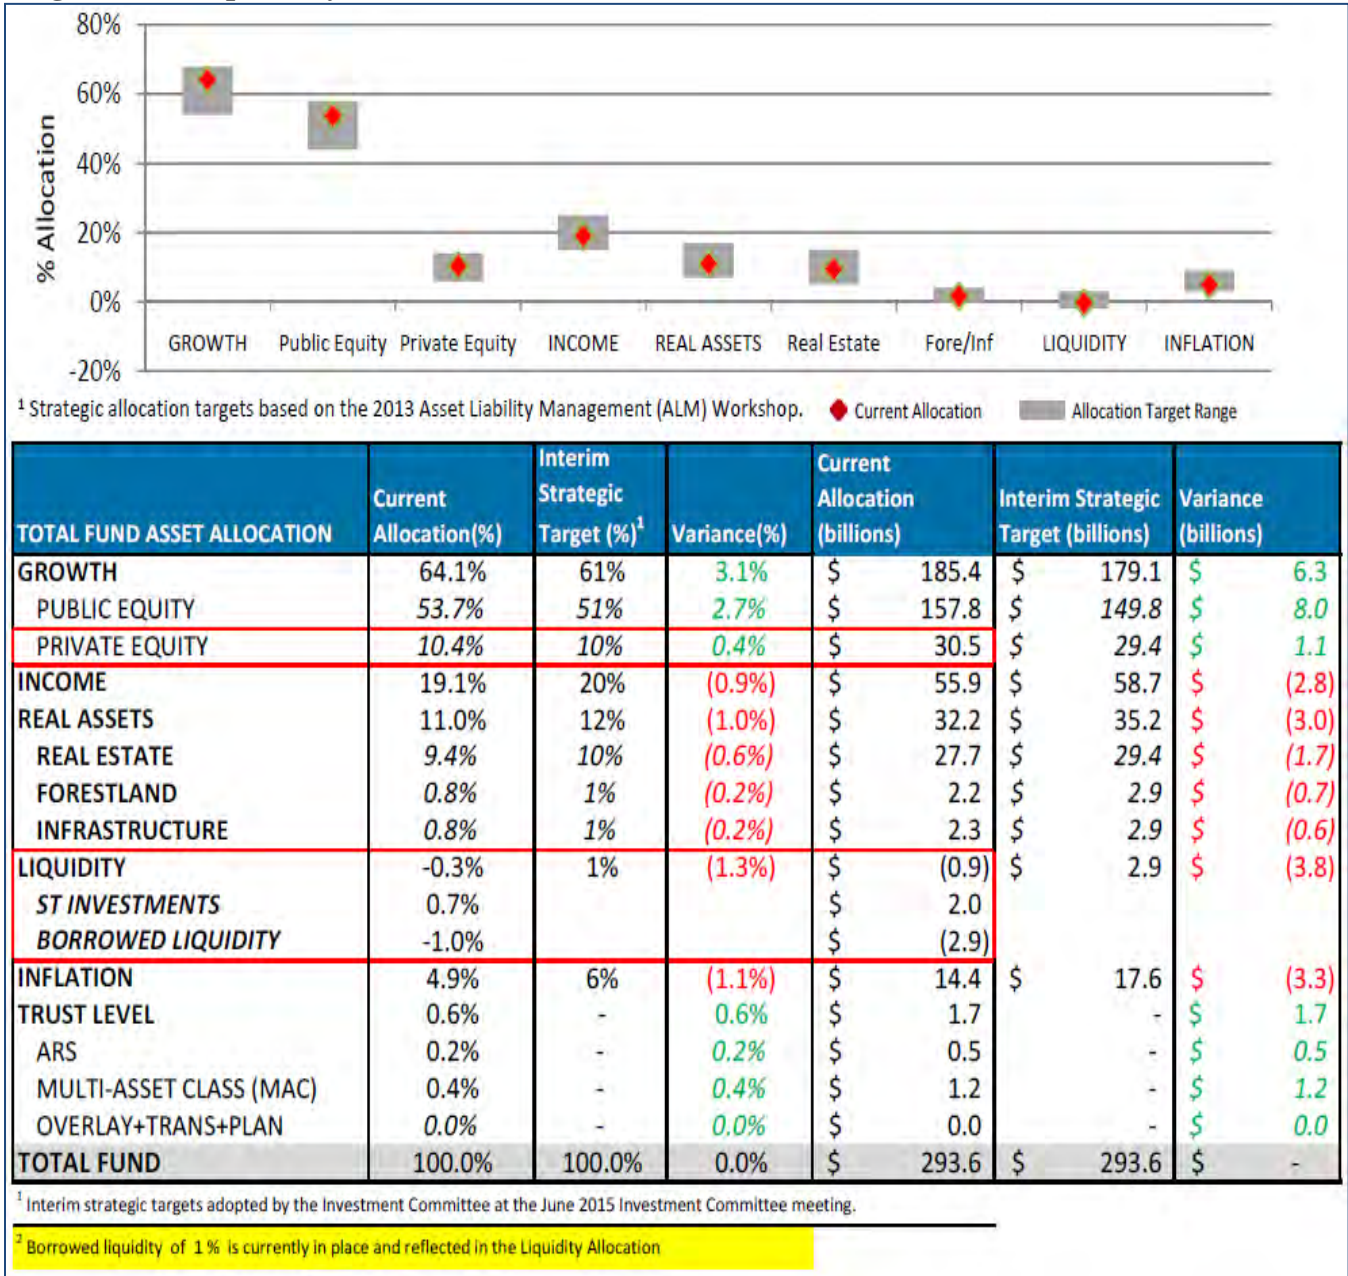 80%
60%
40%
20%
0%
-20%
% Allocation
GROWTH Public Equity Private Equity INCOME REAL ASSETS Real Estate Fore/Inf LIQUIDITY INFLATION
¹ Strategic allocation targets based on the 2013 Asset Liability Management (ALM) Workshop. Current Allocation Allocation Target Range
TOTAL FUND ASSET ALLOCATION Current Allocation(%) Interim Strategic Target (%)¹ Variance(%) Current Allocation (billions) Interim Strategic Target (billions) Variance (billions)
GROWTH 64.1% 61% 3.1% $ 185.4 $ 179.1 $ 6.3
PUBLIC EQUITY 53.7% 51% 2.7% $ 157.8 $ 149.8 $ 8.0
PRIVATE EQUITY 10.4% 10% 0.4% $ 30.5 $ 29.4 $ 1.1
INCOME 19.1% 20% (0.9%) $ 55.9 $ 58.7 $ (2.8)
REAL ASSETS 11.0% 12% (1.0%) $ 32.2 $ 35.2 $ (3.0)
REAL ESTATE 9.4% 10% (0.6%) $ 27.7 $ 29.4 $ (1.7)
FORESTLAND 0.8% 1% (0.2%) $ 2.2 $ 2.9 $ (0.7)
INFRASTRUCTURE 0.8% 1% (0.2%) $ 2.3 $ 2.9 $ (0.6)
LIQUIDITY -0.3% 1% (1.3%) $ (0.9) $ 2.9 $ (3.8)
ST INVESTMENTS 0.7% $ 2.0
BORROWED LIQUIDITY -1.0% $ (2.9)
INFLATION 4.9% 6% (1.1%) $ 14.4 $ 17.6 $ (3.3)
TRUST LEVEL 0.6% - 0.6% $ 1.7 - $ 1.7
ARS 0.2% - 0.2% $ 0.5 - $ 0.5
MULTI-ASSET CLASS (MAC) 0.4% - 0.4% $ 1.2 - $ 1.2
OVERLAY+TRANS+PLAN 0.0% - 0.0% $ 0.0 - $ 0.0
TOTAL FUND 100.0% 100.0% 0.0% $ 293.6 $ 293.6 $ -
¹ Interim strategic targets adopted by the Investment Committee at the June 2015 Investment Committee meeting.
² Borrowed liquidity of 1 % is currently in place and reflected in the Liquidity Allocation